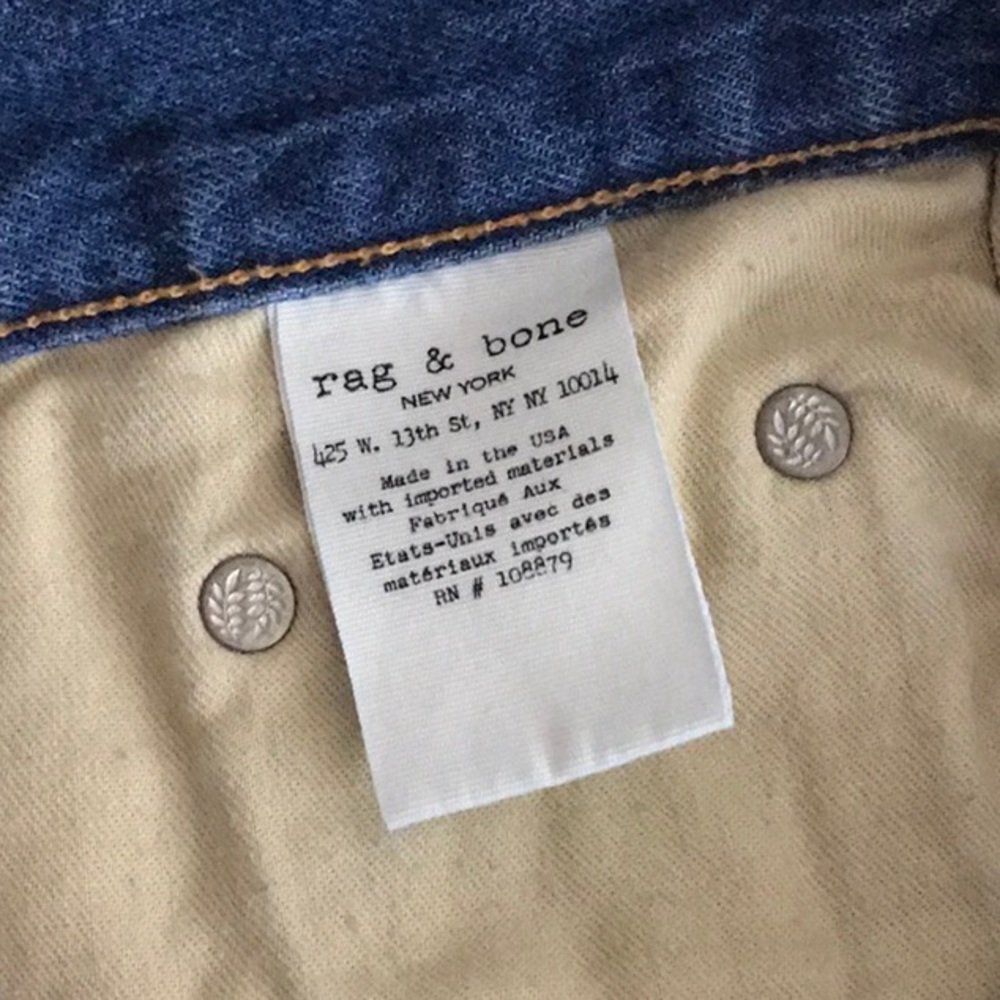 rag & bone
NEW YORK
425 W. 13th St, NY NY 10014
Made in the USA
with imported materials
Fabriqué Aux
Etats-Unis avec des
matériaux importés
RN # 108879